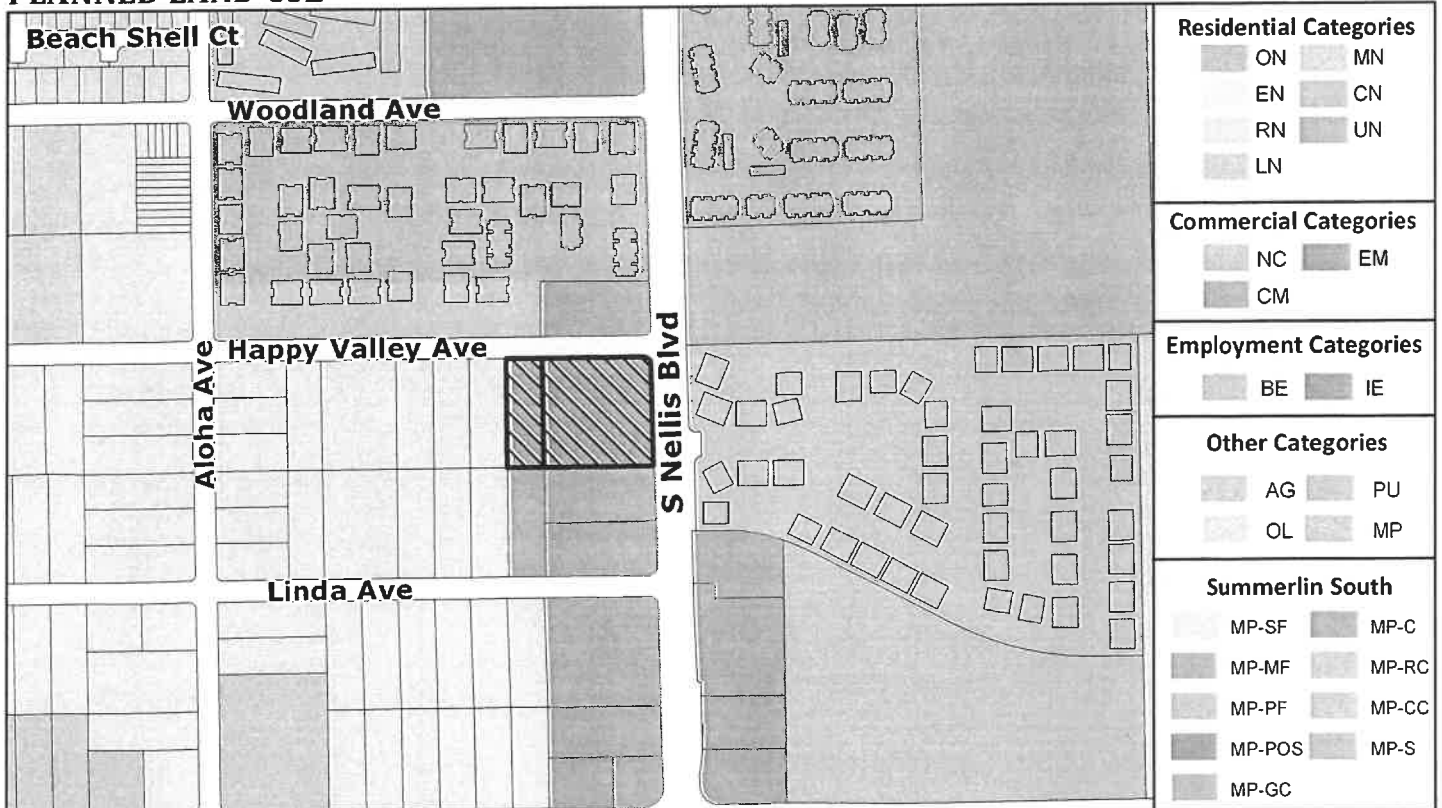 Beach Shell Ct
Woodland Ave
Happy Valley Ave
Aloha Ave
S Nellis Blvd
Linda Ave
Residential Categories
ON MN
EN CN
RN UN
LN
Commercial Categories
NC EM
CM
Employment Categories
BE IE
Other Categories
AG PU
OL MP
Summerlin South
MP-SF MP-C
MP-MF MP-RC
MP-PF MP-CC
MP-POS MP-S
MP-GC